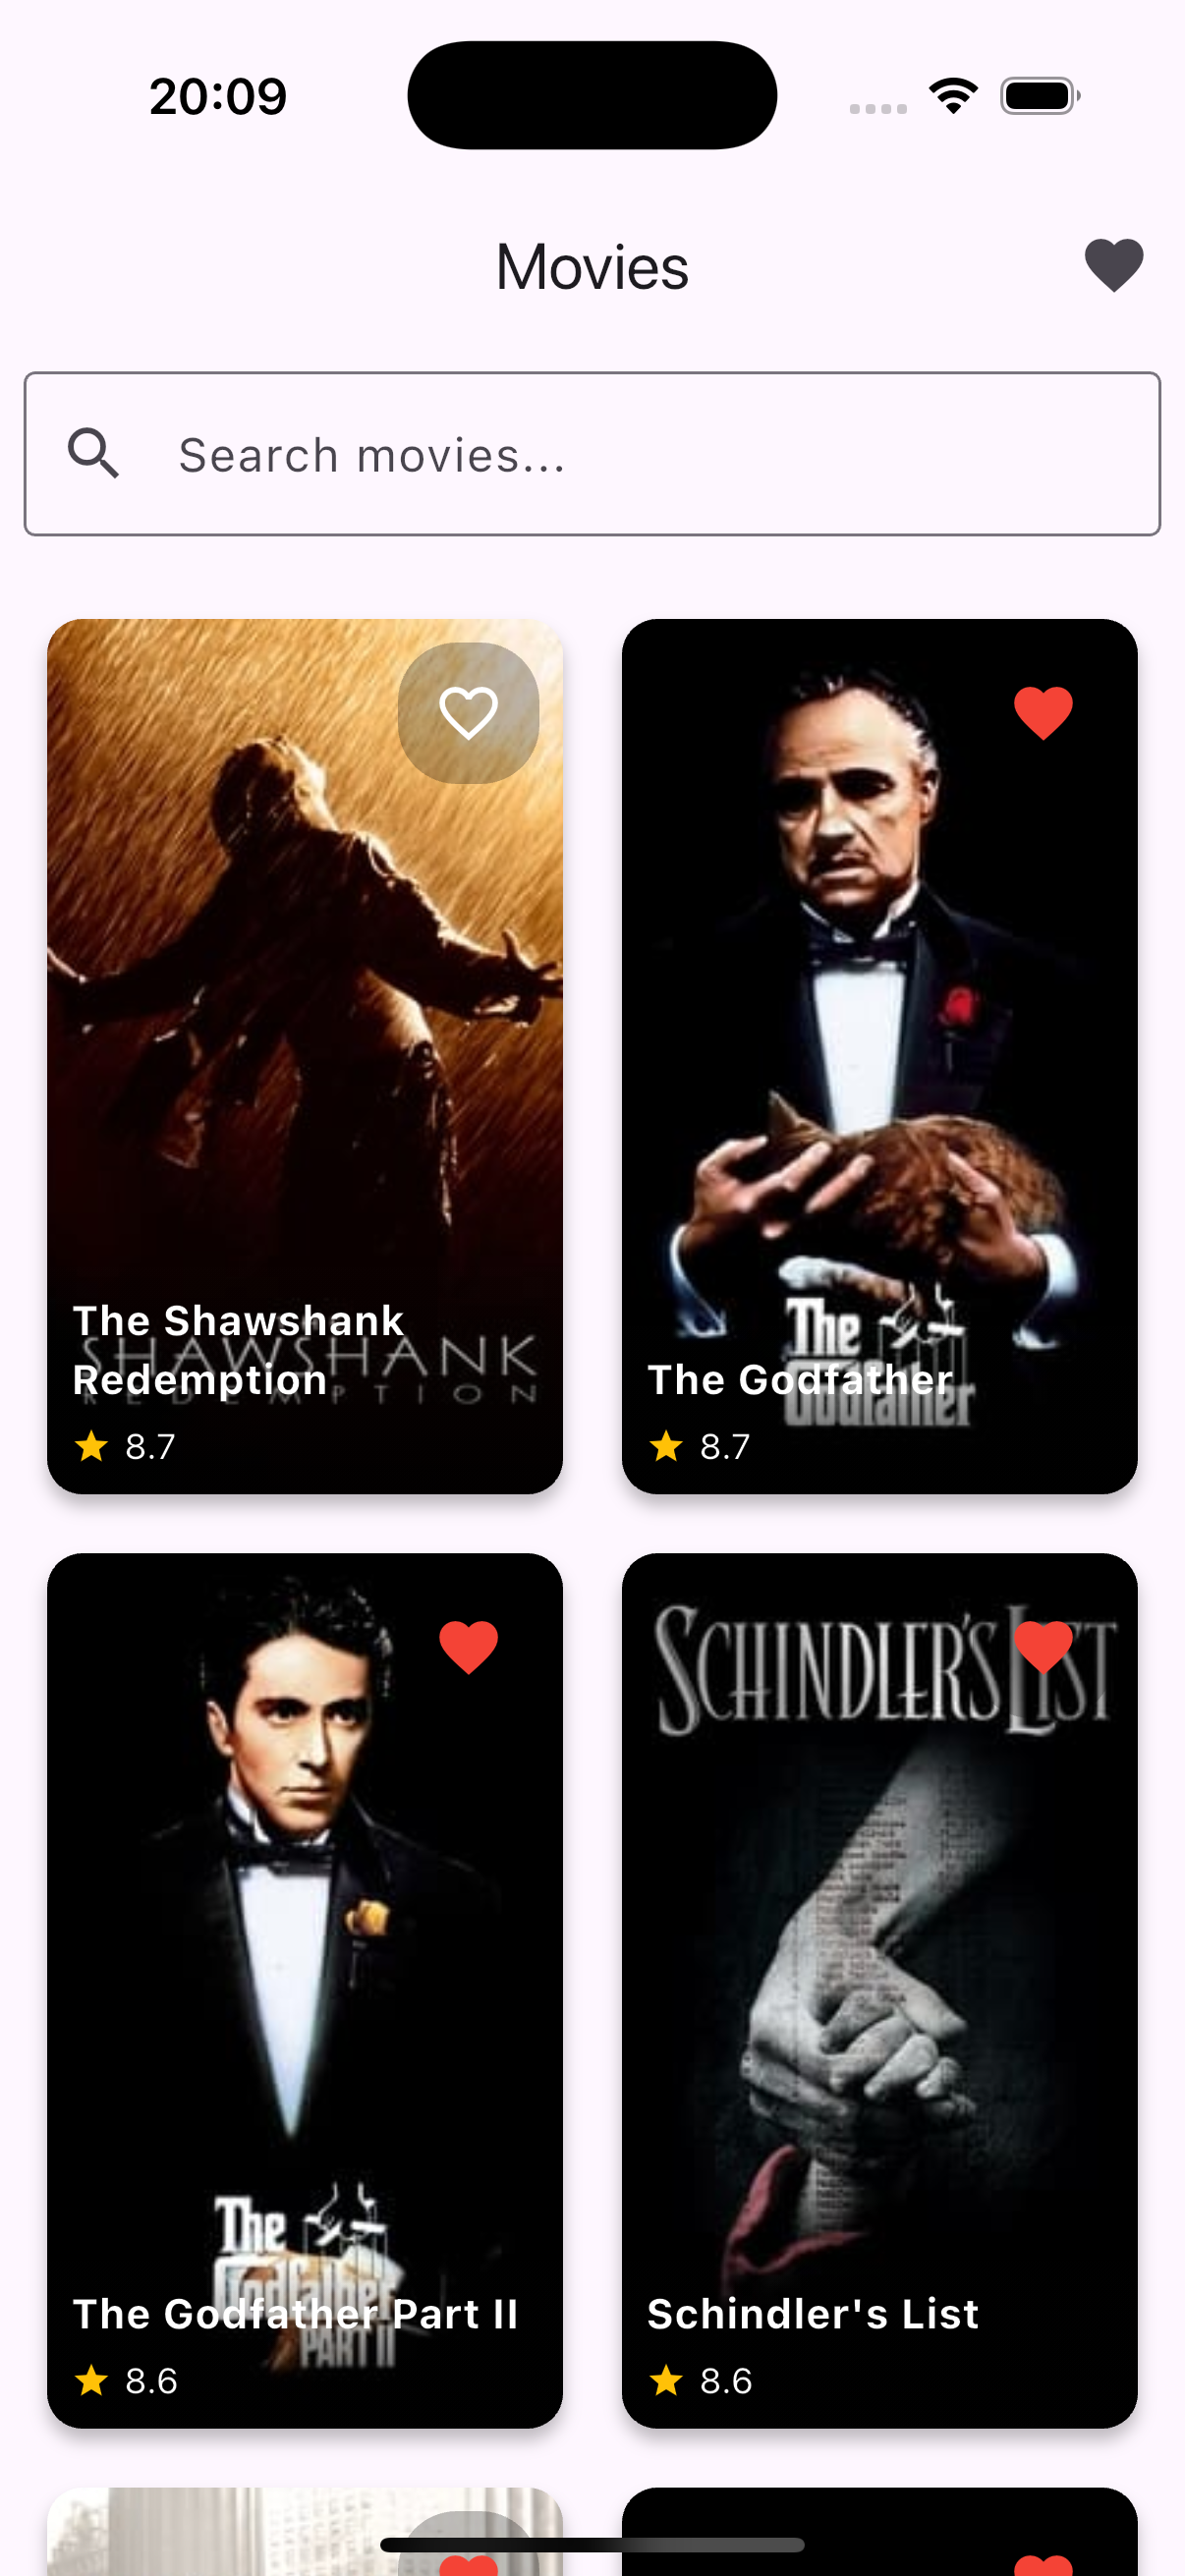 20:09
Movies
Search movies...
The Shawshank
SHAWSHANK
Redemption
REDEMPTION
8.7
The
Godfather
The Godfather
8.7
The
Godfather
The Godfather Part II
PART II
8.6
SCHINDLER'S LIST
Schindler's List
8.6